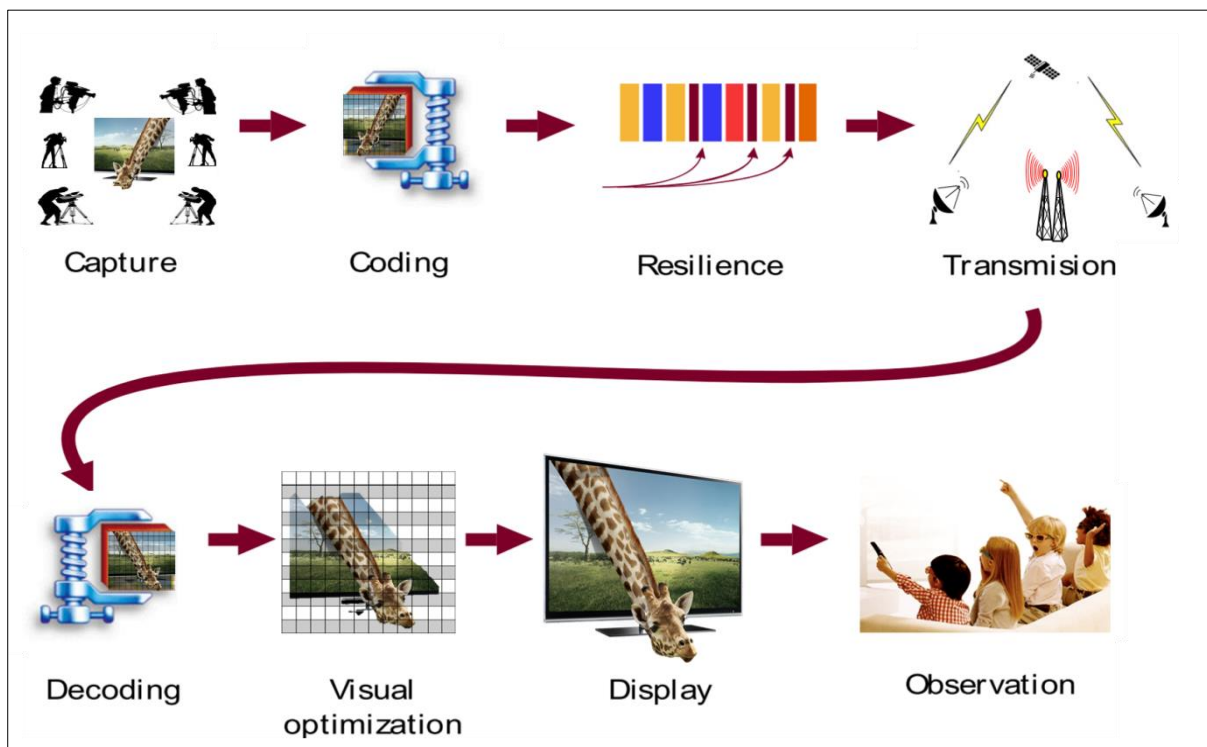 Capture
Coding
Resilience
Transmision
Decoding
Visual
optimization
Display
Observation